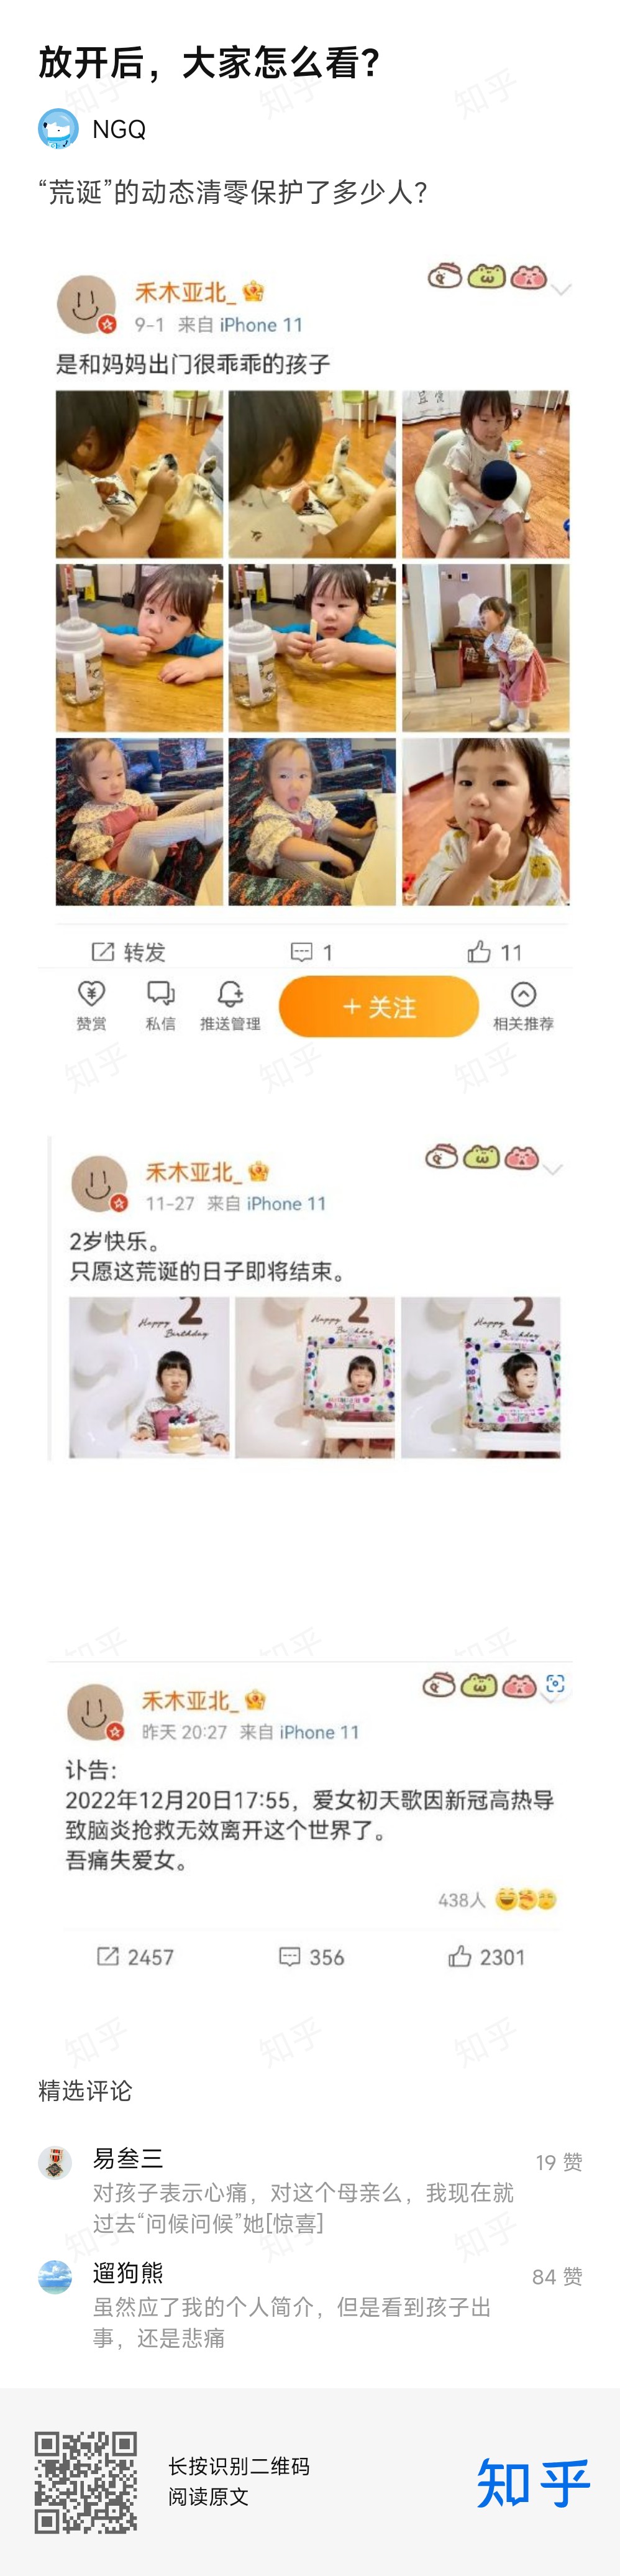 放开后，大家怎么看？
NGQ
“荒诞”的动态清零保护了多少人？
禾木亚北_
9-1 来自 iPhone 11
是和妈妈出门很乖乖的孩子
转发 1 11
赞赏 私信 推送管理 + 关注 相关推荐
禾木亚北_
11-27 来自 iPhone 11
2岁快乐。
只愿这荒诞的日子即将结束。
2 Happy Birthday
2 Happy Birthday
2 Happy Birthday
禾木亚北_
昨天 20:27 来自 iPhone 11
讣告：
2022年12月20日17:55，爱女初天歌因新冠高热导
致脑炎抢救无效离开这个世界了。
吾痛失爱女。
438人
2457 356 2301
精选评论
易叁三 19 赞
对孩子表示心痛，对这个母亲么，我现在就
过去“问候问候”她[惊喜]
遛狗熊 84 赞
虽然应了我的个人简介，但是看到孩子出
事，还是悲痛
长按识别二维码
阅读原文
知乎